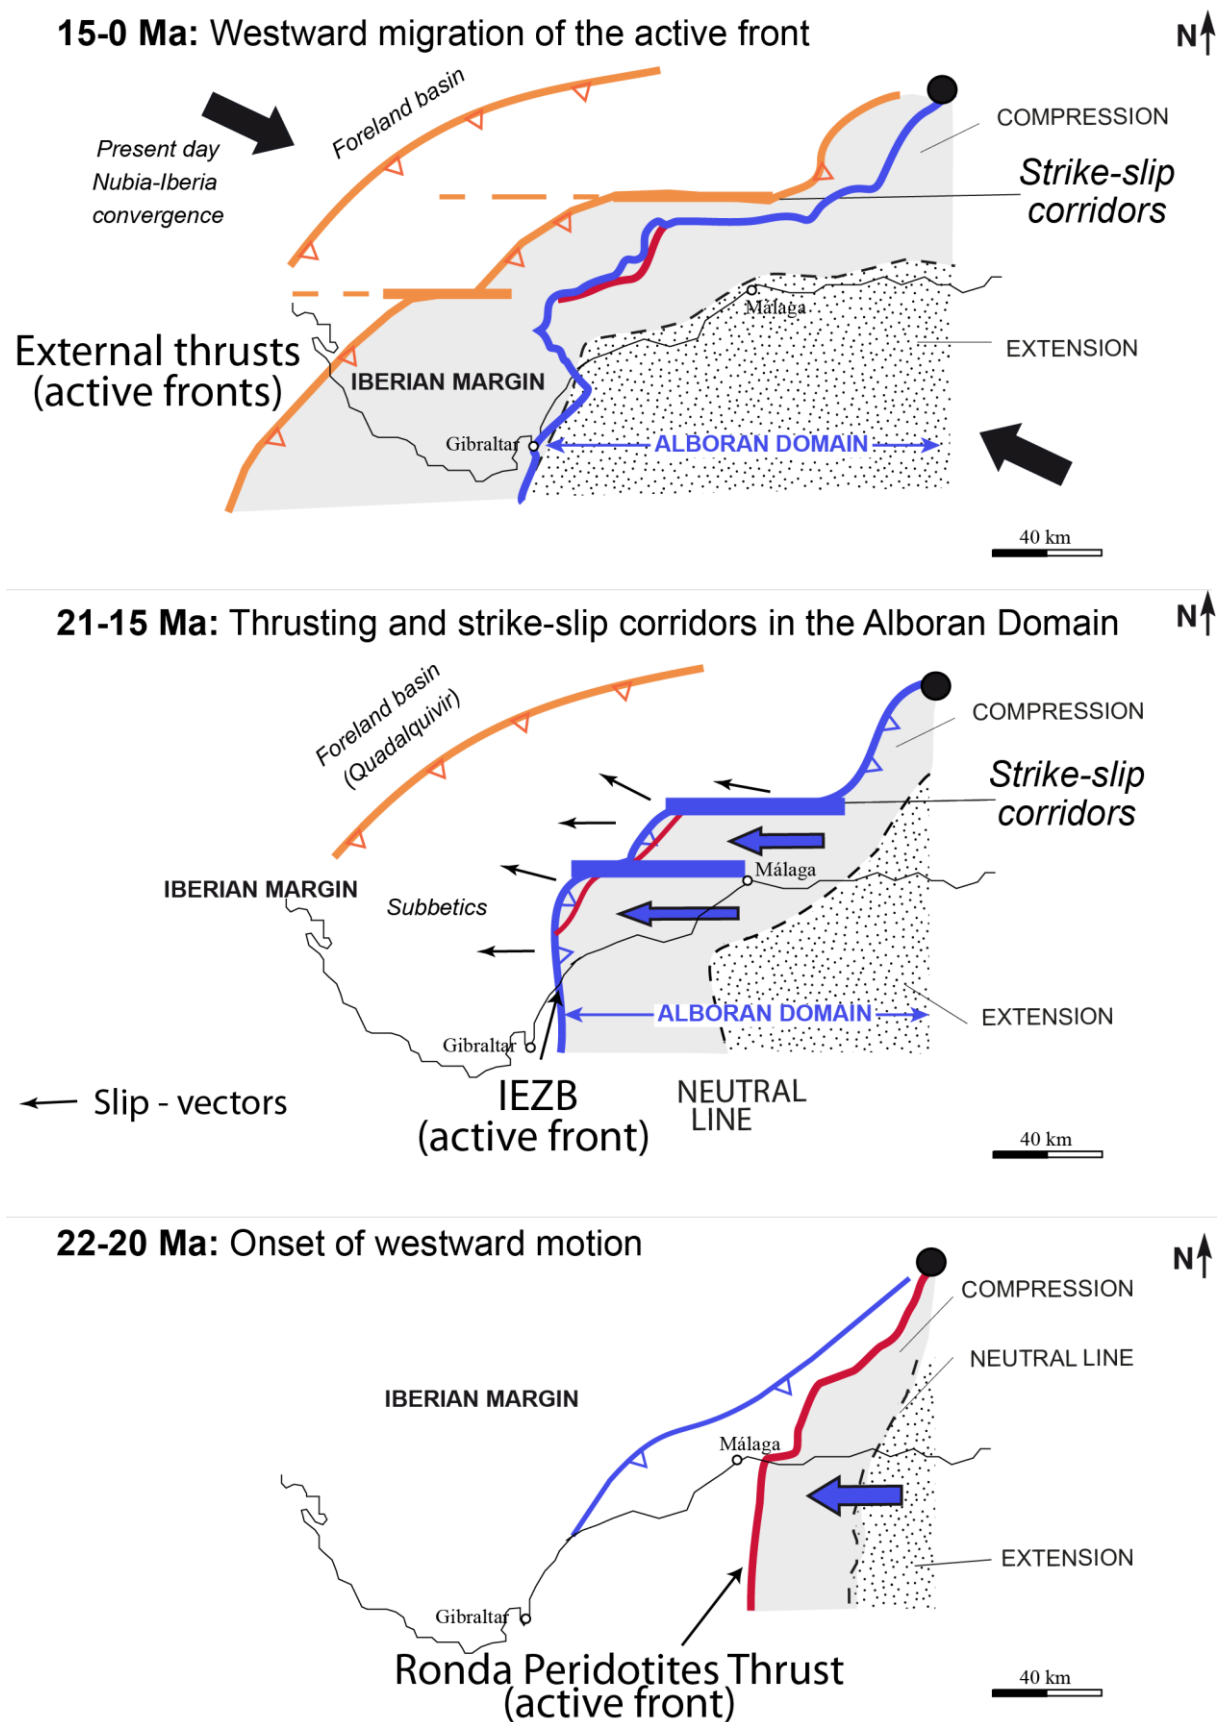 15-0 Ma: Westward migration of the active front
N
Foreland basin
Present day
Nubia-Iberia
convergence
COMPRESSION
Strike-slip
corridors
Málaga
External thrusts
(active fronts)
EXTENSION
IBERIAN MARGIN
Gibraltar
ALBORAN DOMAIN
40 km
21-15 Ma: Thrusting and strike-slip corridors in the Alboran Domain
N
Foreland basin
(Quadalquivir)
COMPRESSION
Strike-slip
corridors
Málaga
IBERIAN MARGIN
Subbetics
ALBORAN DOMAIN
EXTENSION
Gibraltar
Slip - vectors
IEZB
(active front)
NEUTRAL
LINE
40 km
22-20 Ma: Onset of westward motion
N
COMPRESSION
NEUTRAL LINE
IBERIAN MARGIN
Málaga
EXTENSION
Gibraltar
Ronda Peridotites Thrust
(active front)
40 km